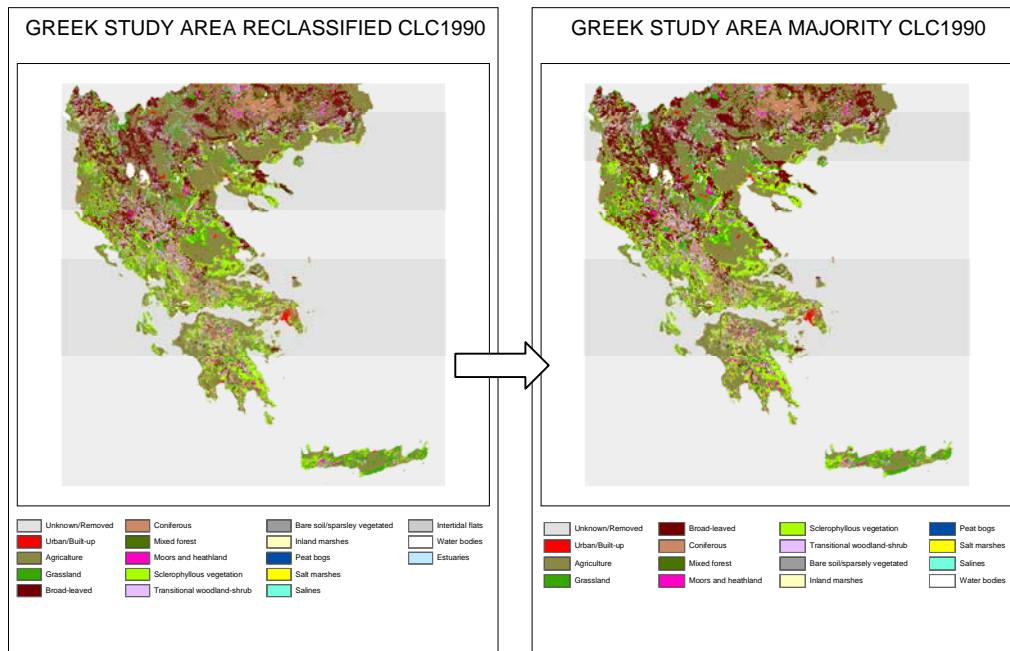 GREEK STUDY AREA RECLASSIFIED CLC1990
Unknown/Removed
Urban/Built-up
Agriculture
Grassland
Broad-leaved
Coniferous
Mixed forest
Moors and heathland
Sclerophyllous vegetation
Transitional woodland-shrub
Bare soil/sparsley vegetated
Inland marshes
Peat bogs
Salt marshes
Salines
Intertidal flats
Water bodies
Estuaries
GREEK STUDY AREA MAJORITY CLC1990
Unknown/Removed
Urban/Built-up
Agriculture
Grassland
Broad-leaved
Coniferous
Mixed forest
Moors and heathland
Sclerophyllous vegetation
Transitional woodland-shrub
Bare soil/sparsely vegetated
Inland marshes
Peat bogs
Salt marshes
Salines
Water bodies